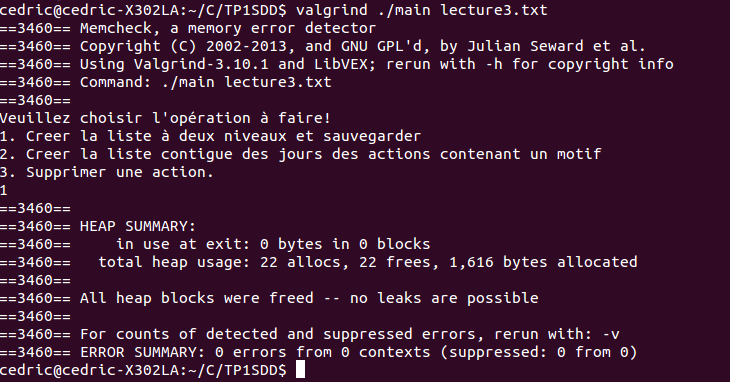 cedric@cedric-X302LA:~/C/TP1SDD$ valgrind ./main lecture3.txt
==3460== Memcheck, a memory error detector
==3460== Copyright (C) 2002-2013, and GNU GPL'd, by Julian Seward et al.
==3460== Using Valgrind-3.10.1 and LibVEX; rerun with -h for copyright info
==3460== Command: ./main lecture3.txt
==3460==
Veuillez choisir l'opération à faire!
1. Creer la liste à deux niveaux et sauvegarder
2. Creer la liste contigue des jours des actions contenant un motif
3. Supprimer une action.
1
==3460==
==3460== HEAP SUMMARY:
==3460==     in use at exit: 0 bytes in 0 blocks
==3460==   total heap usage: 22 allocs, 22 frees, 1,616 bytes allocated
==3460==
==3460== All heap blocks were freed -- no leaks are possible
==3460==
==3460== For counts of detected and suppressed errors, rerun with: -v
==3460== ERROR SUMMARY: 0 errors from 0 contexts (suppressed: 0 from 0)
cedric@cedric-X302LA:~/C/TP1SDD$